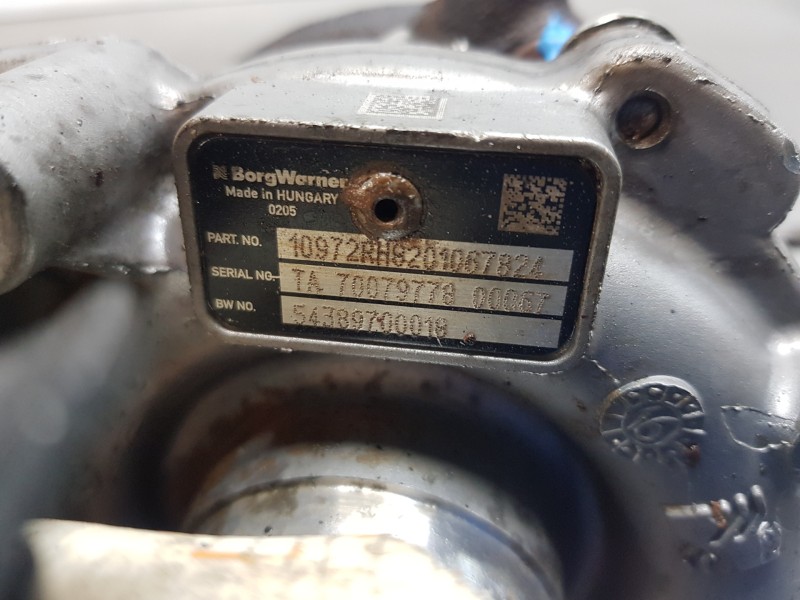 BorgWarner
Made in HUNGARY
0205
PART. NO. 10972RH8201067824
SERIAL NO. TA 70079778 00067
BW NO. 54389700018